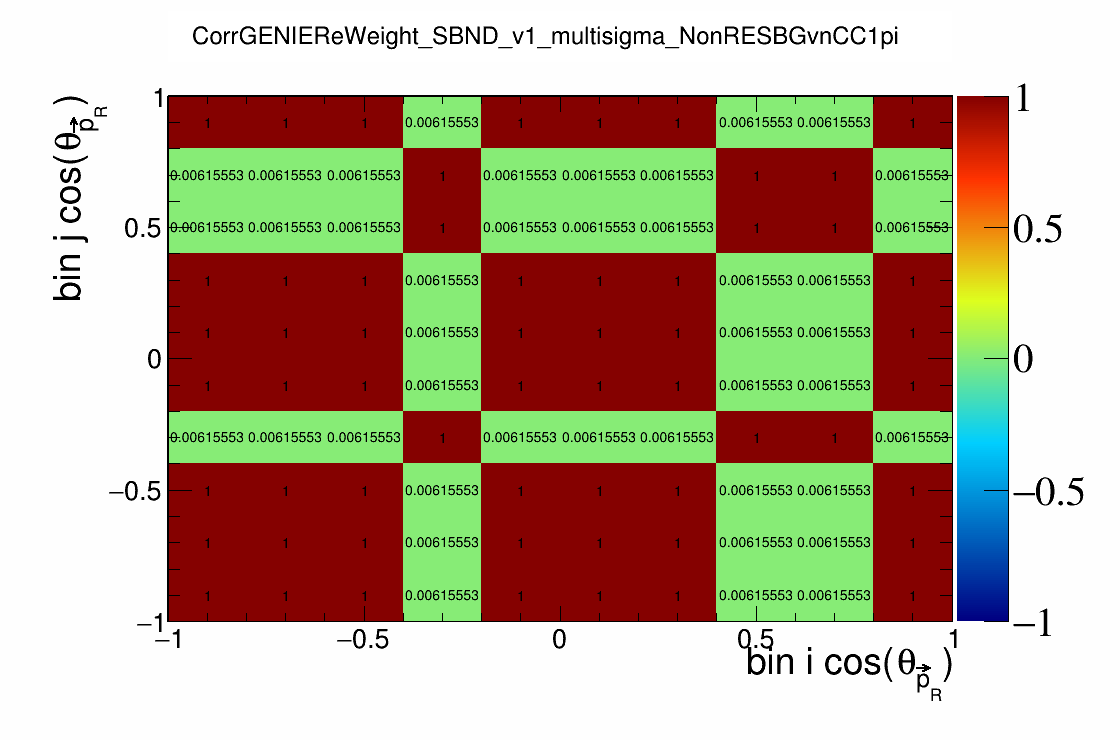 CorrGENIEReWeight_SBND_v1_multisigma_NonRESBGvnCC1pi
bin j cos(θ_p⃗_R)
1
0.5
0
−0.5
−1
1 1 1 0.00615553 1 1 1 0.00615553 0.00615553 1
0.00615553 0.00615553 0.00615553 1 0.00615553 0.00615553 0.00615553 1 1 0.00615553
0.00615553 0.00615553 0.00615553 1 0.00615553 0.00615553 0.00615553 1 1 0.00615553
1 1 1 0.00615553 1 1 1 0.00615553 0.00615553 1
1 1 1 0.00615553 1 1 1 0.00615553 0.00615553 1
1 1 1 0.00615553 1 1 1 0.00615553 0.00615553 1
0.00615553 0.00615553 0.00615553 1 0.00615553 0.00615553 0.00615553 1 1 0.00615553
1 1 1 0.00615553 1 1 1 0.00615553 0.00615553 1
1 1 1 0.00615553 1 1 1 0.00615553 0.00615553 1
1 1 1 0.00615553 1 1 1 0.00615553 0.00615553 1
−1 −0.5 0 0.5 1
bin i cos(θ_p⃗_R)
1
0.5
0
−0.5
−1